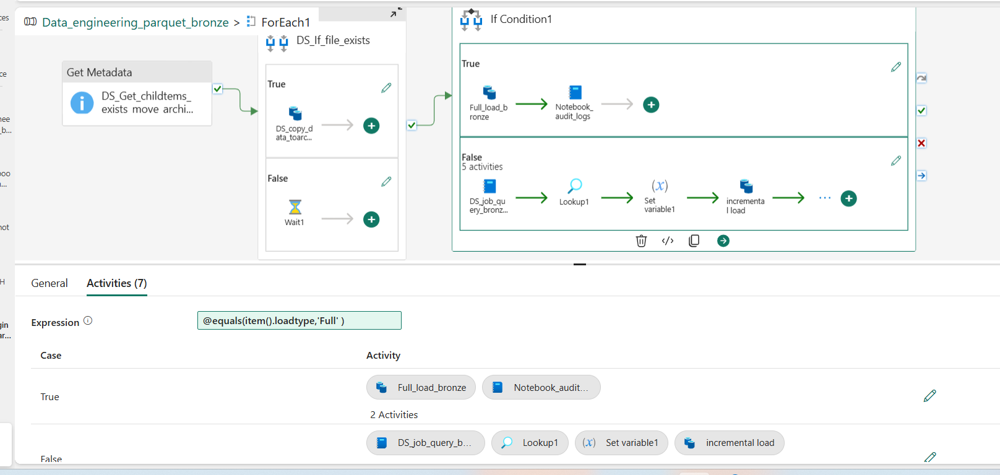 ces
Data_engineering_parquet_bronze > ForEach1
DS_If_file_exists
If Condition1
Get Metadata
DS_Get_childtems_
exists move archi...
True
DS_copy_d
ata_toarc...
False
Wait1
True
Full_load_b
ronze
Notebook_
audit_logs
False
5 activities
DS_job_qu
ery_bronz...
Lookup1
(x)
Set
variable1
incrementa
l load
...
ce
nee
_b...
poo
not
H
gin
ar...
General
Activities (7)
Expression
@equals(item().loadtype,'Full' )
Case
Activity
True
Full_load_bronze
Notebook_audit...
2 Activities
False
DS_job_query_b...
Lookup1
(x)
Set variable1
incremental load